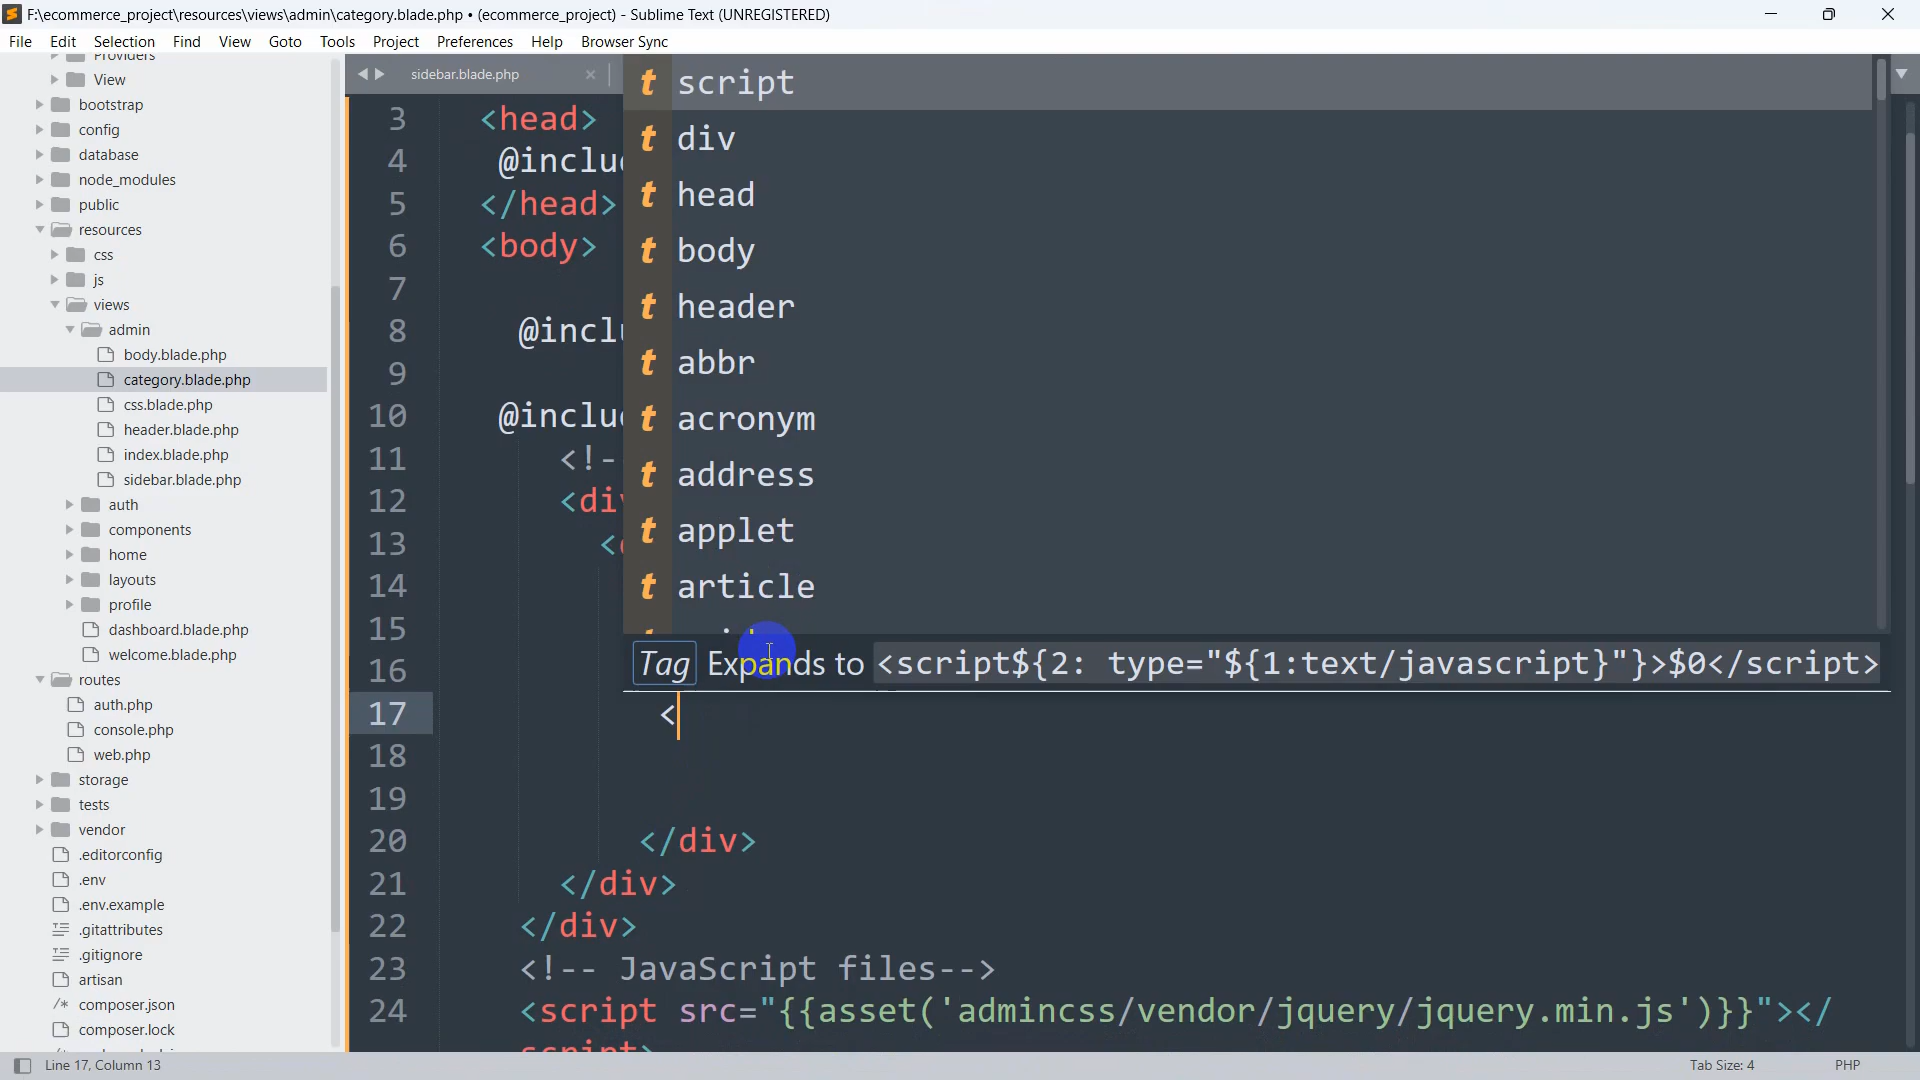 F:\ecommerce_project\resources\views\admin\category.blade.php • (ecommerce_project) - Sublime Text (UNREGISTERED)
File Edit Selection Find View Goto Tools Project Preferences Help Browser Sync
Providers
View
bootstrap
config
database
node_modules
public
resources
css
js
views
admin
body.blade.php
category.blade.php
css.blade.php
header.blade.php
index.blade.php
sidebar.blade.php
auth
components
home
layouts
profile
dashboard.blade.php
welcome.blade.php
routes
auth.php
console.php
web.php
storage
tests
vendor
.editorconfig
.env
.env.example
.gitattributes
.gitignore
artisan
composer.json
composer.lock
sidebar.blade.php
3 <head>
4 @inclu
5 </head>
6 <body>
7
8 @incl
9
10 @inclu
11 <!-
12 <di
13 <
14
15
16
17 <
18
19
20 </div>
21 </div>
22 </div>
23 <!-- JavaScript files-->
24 <script src="{{asset('admincss/vendor/jquery/jquery.min.js')}}"></
script>
script
div
head
body
header
abbr
acronym
address
applet
article
Tag Expands to <script${2: type="${1:text/javascript}"}>$0</script>
Line 17, Column 13
Tab Size: 4
PHP